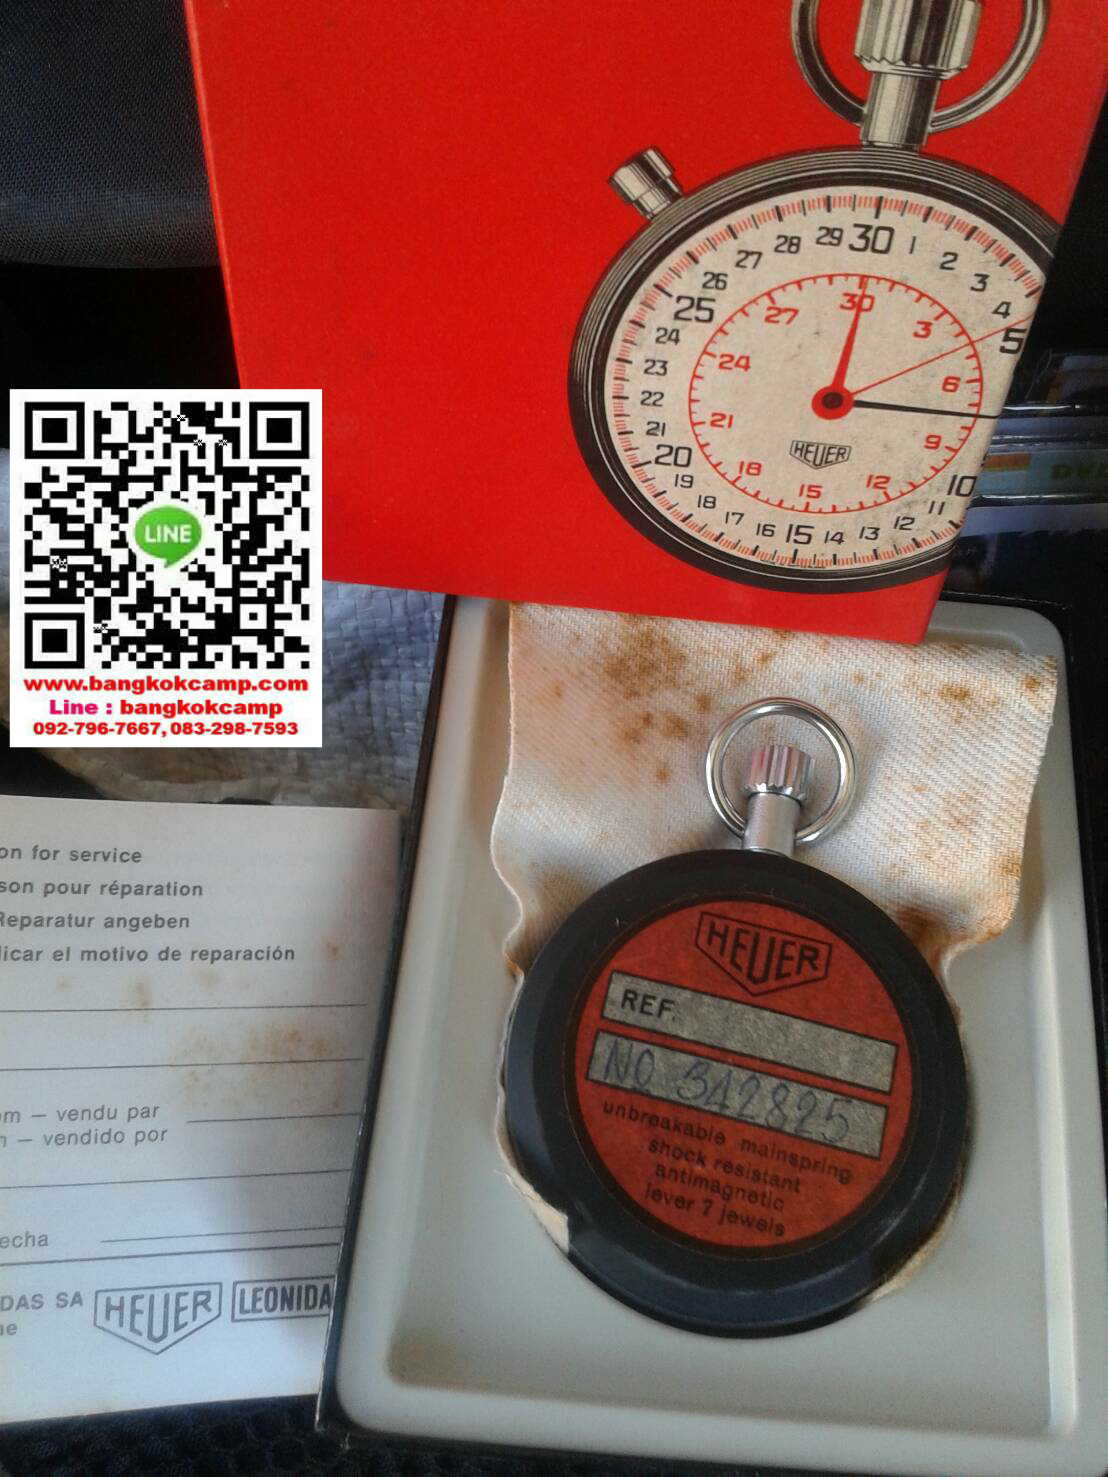 29 30 1
28 2
27 3
26 4
25 5
24
23
22
21
20
19
18
17 16 15 14 13 12 11 10
30
27 3
24 6
21 9
18 15 12
HEUER
LINE
www.bangkokcamp.com
Line : bangkokcamp
092-796-7667, 083-298-7593
on for service
son pour réparation
Reparatur angeben
licar el motivo de reparación
om — vendu par
n — vendido por
echa
DAS SA HEUER LEONIDA
ne
HEUER
REF.
NO 342825
unbreakable mainspring
shock resistant
antimagnetic
lever 7 jewels